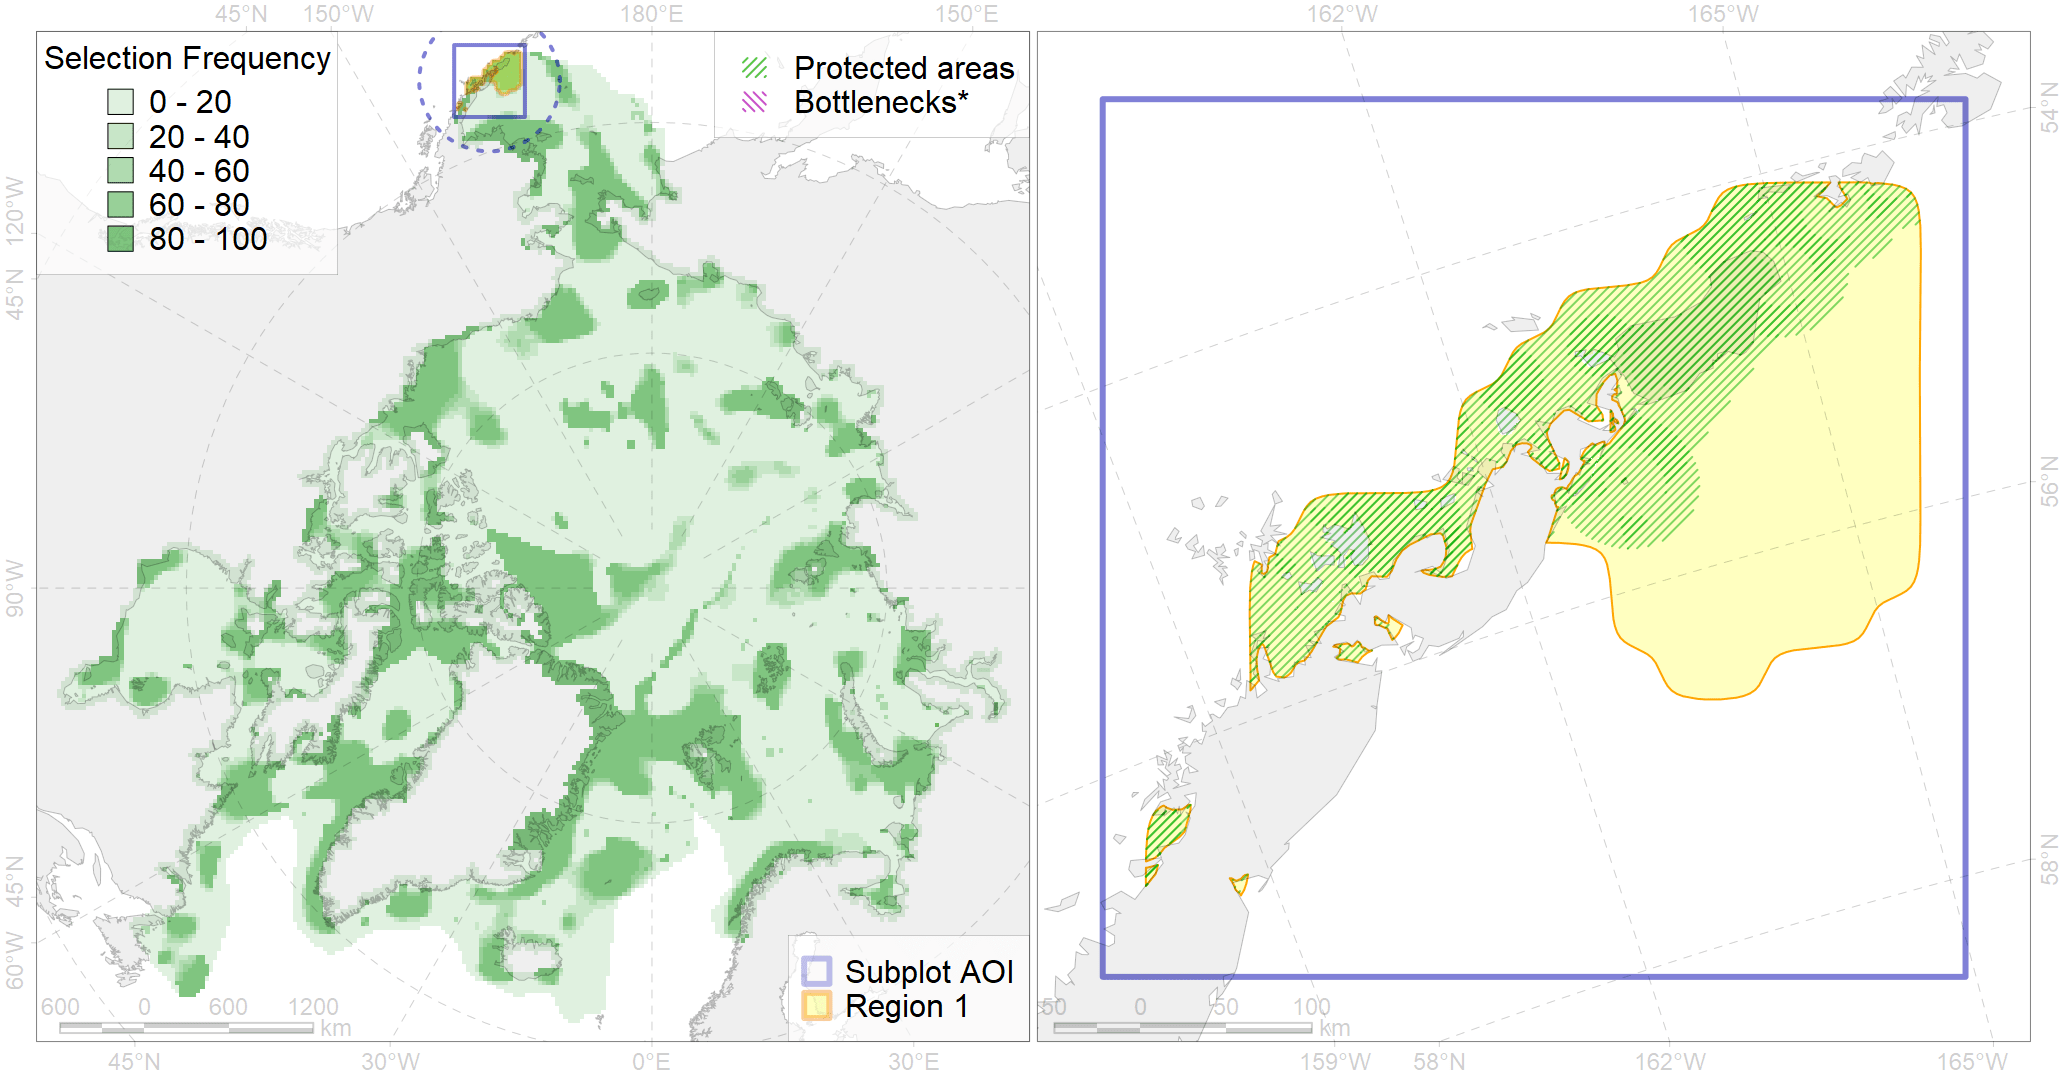 45°N 150°W 180°E 150°E 162°W 165°W
Selection Frequency
0 - 20
20 - 40
40 - 60
60 - 80
80 - 100
Protected areas
Bottlenecks*
120°W
45°N
90°W
45°N
60°W
54°N
56°N
58°N
Subplot AOI
Region 1
600 0 600 1200
km
50 0 50 100
km
45°N 30°W 0°E 30°E 159°W 58°N 162°W 165°W